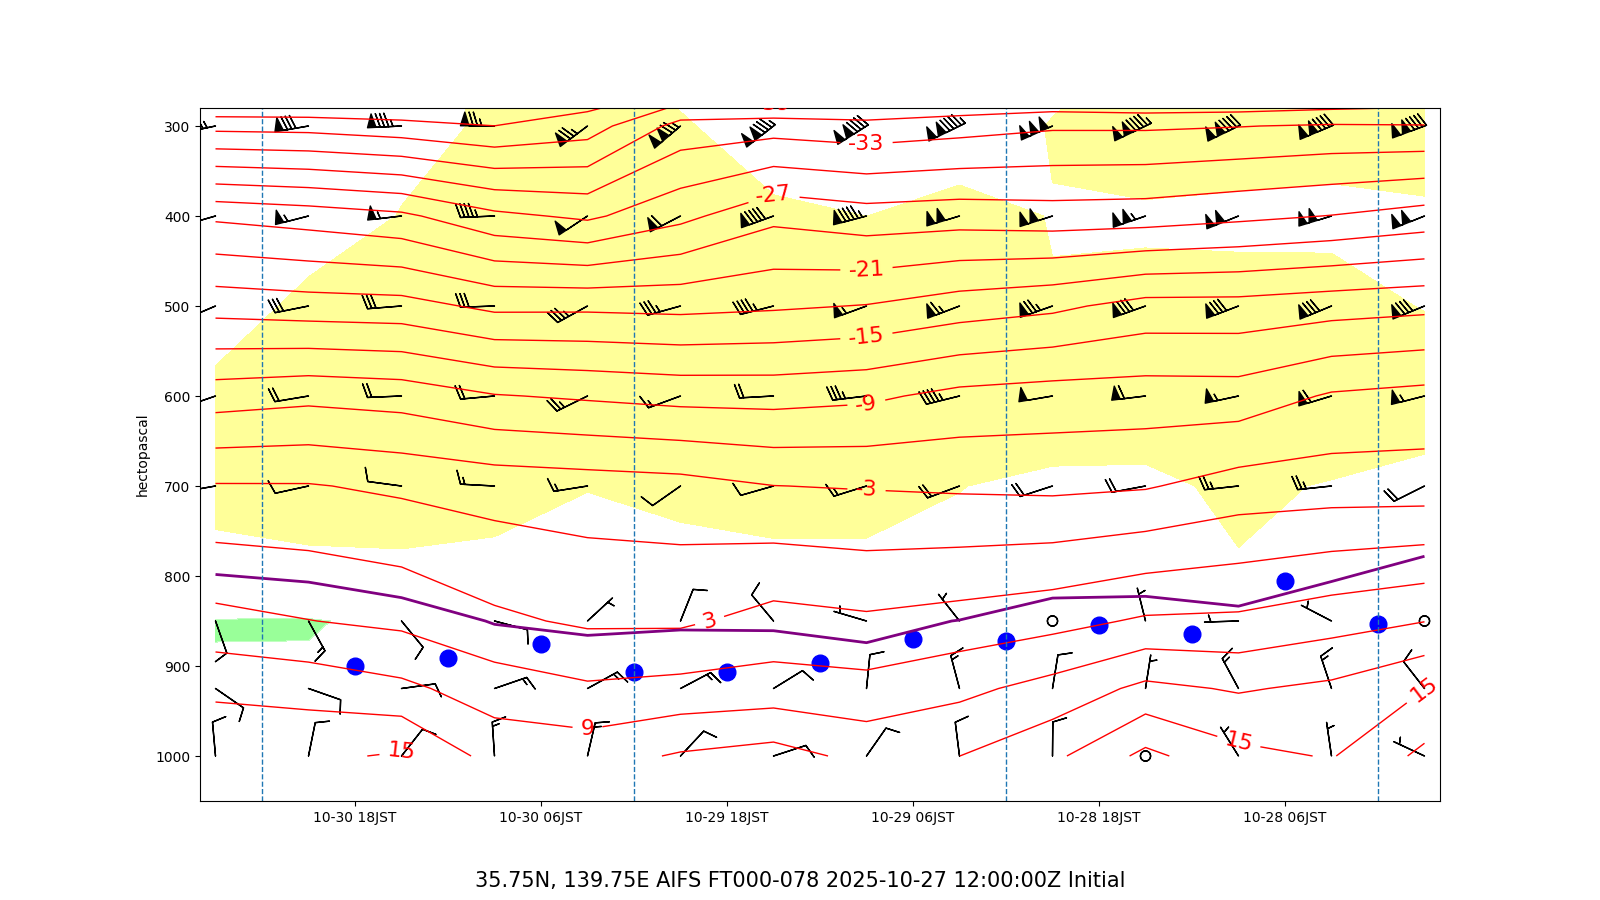 300
400
500
600
700
800
900
1000
hectopascal
-33
-27
-21
-15
-9
-3
3
9
15
15
15
10-30 18JST
10-30 06JST
10-29 18JST
10-29 06JST
10-28 18JST
10-28 06JST
35.75N, 139.75E AIFS FT000-078 2025-10-27 12:00:00Z Initial